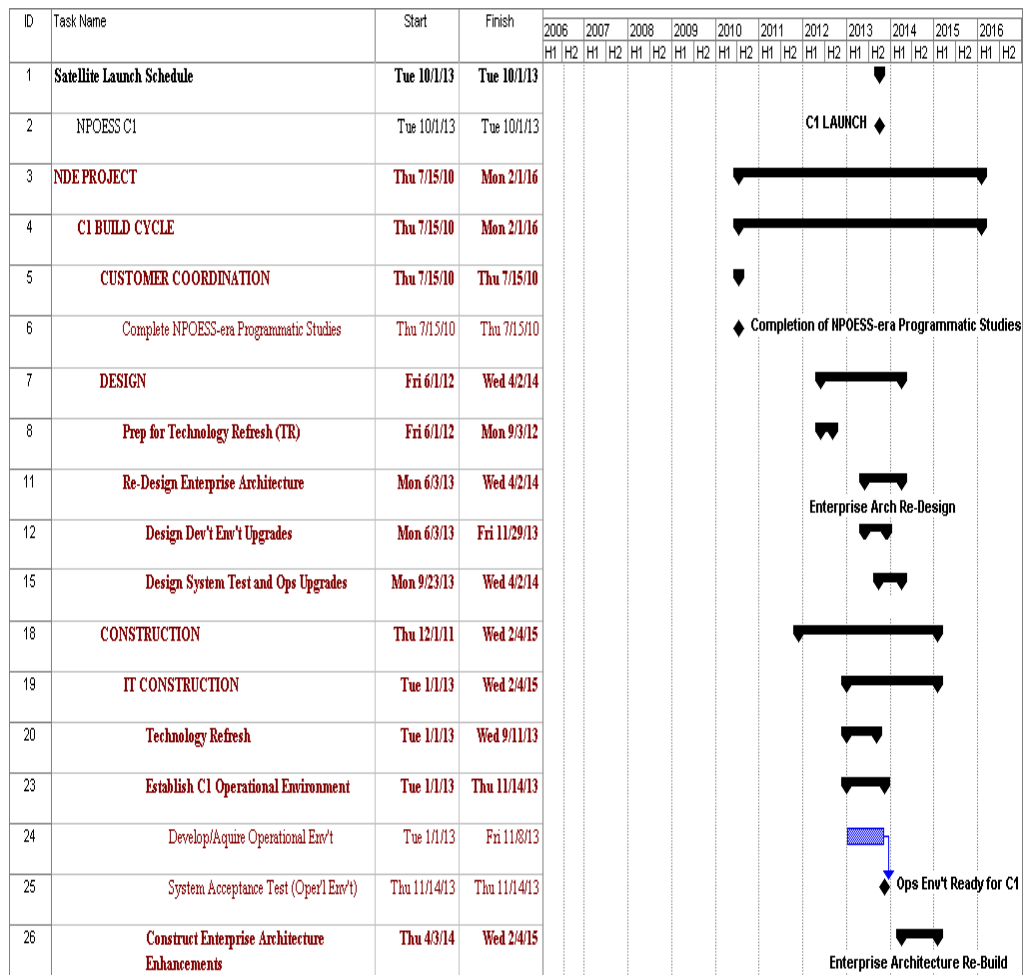 ID Task Name Start Finish 2006 2007 2008 2009 2010 2011 2012 2013 2014 2015 2016
H1 H2 H1 H2 H1 H2 H1 H2 H1 H2 H1 H2 H1 H2 H1 H2 H1 H2 H1 H2 H1 H2
1 Satellite Launch Schedule Tue 10/1/13 Tue 10/1/13
2 NPOESS C1 Tue 10/1/13 Tue 10/1/13 C1 LAUNCH
3 NDE PROJECT Thu 7/15/10 Mon 2/1/16
4 C1 BUILD CYCLE Thu 7/15/10 Mon 2/1/16
5 CUSTOMER COORDINATION Thu 7/15/10 Thu 7/15/10
6 Complete NPOESS-era Programmatic Studies Thu 7/15/10 Thu 7/15/10 Completion of NPOESS-era Programmatic Studies
7 DESIGN Fri 6/1/12 Wed 4/2/14
8 Prep for Technology Refresh (TR) Fri 6/1/12 Mon 9/3/12
11 Re-Design Enterprise Architecture Mon 6/3/13 Wed 4/2/14
Enterprise Arch Re-Design
12 Design Dev't Env't Upgrades Mon 6/3/13 Fri 11/29/13
15 Design System Test and Ops Upgrades Mon 9/23/13 Wed 4/2/14
18 CONSTRUCTION Thu 12/1/11 Wed 2/4/15
19 IT CONSTRUCTION Tue 1/1/13 Wed 2/4/15
20 Technology Refresh Tue 1/1/13 Wed 9/11/13
23 Establish C1 Operational Environment Tue 1/1/13 Thu 11/14/13
24 Develop/Aquire Operational Env't Tue 1/1/13 Fri 11/8/13
25 System Acceptance Test (Oper'l Env't) Thu 11/14/13 Thu 11/14/13 Ops Env't Ready for C1
26 Construct Enterprise Architecture Thu 4/3/14 Wed 2/4/15
Enhancements Enterprise Architecture Re-Build